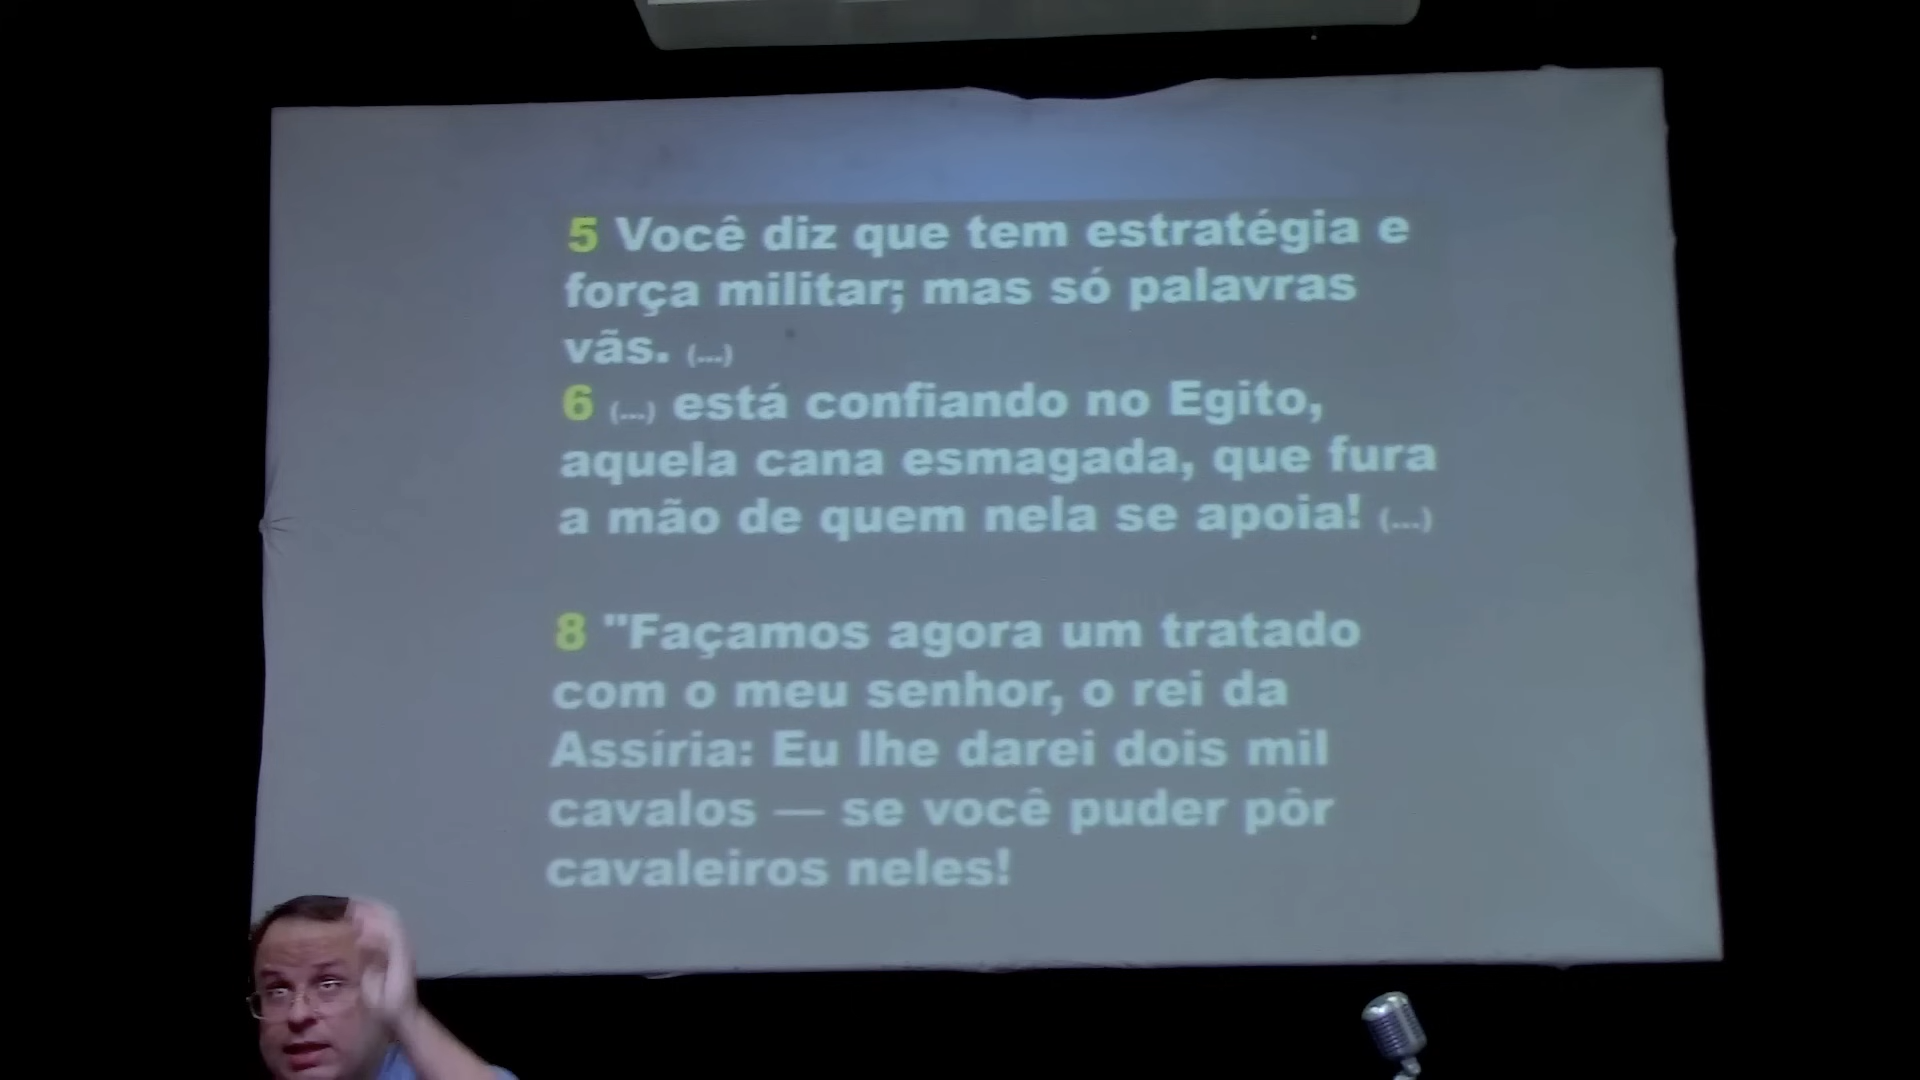 5 Você diz que tem estratégia e
força militar; mas só palavras
vãs. (...)
6 (...) está confiando no Egito,
aquela cana esmagada, que fura
a mão de quem nela se apoia! (...)
8 "Façamos agora um tratado
com o meu senhor, o rei da
Assíria: Eu lhe darei dois mil
cavalos — se você puder pôr
cavaleiros neles!